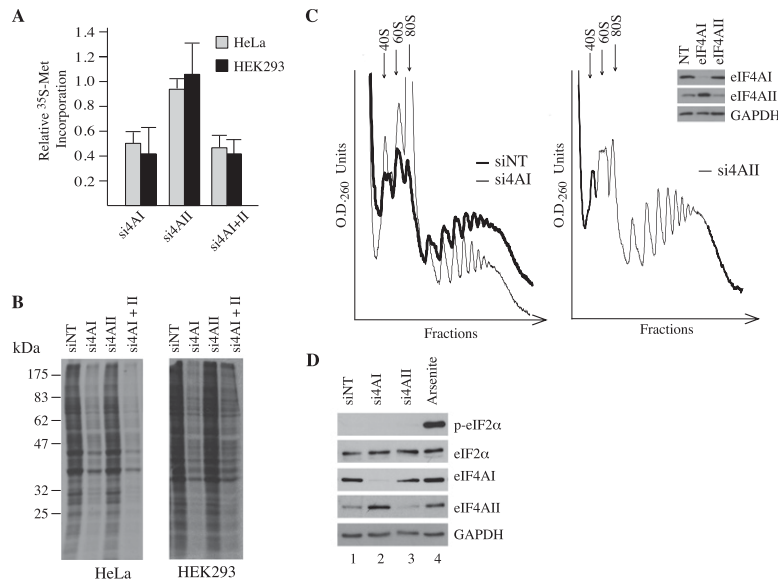 A
Relative 35S-Met
Incorporation
1.4
1.2
1.0
0.8
0.6
0.4
0.2
HeLa
HEK293
si4AI
si4AII
si4AI+II
B
kDa
siNT
si4AI
si4AII
si4AI + II
siNT
si4AI
si4AII
si4AI + II
175
83
62
47
32
25
HeLa
HEK293
C
40S
60S
80S
siNT
si4AI
O.D.260 Units
Fractions
40S
60S
80S
NT
eIF4AI
eIF4AII
eIF4AI
eIF4AII
GAPDH
si4AII
O.D.260 Units
Fractions
D
siNT
si4AI
si4AII
Arsenite
p-eIF2α
eIF2α
eIF4AI
eIF4AII
GAPDH
1 2 3 4